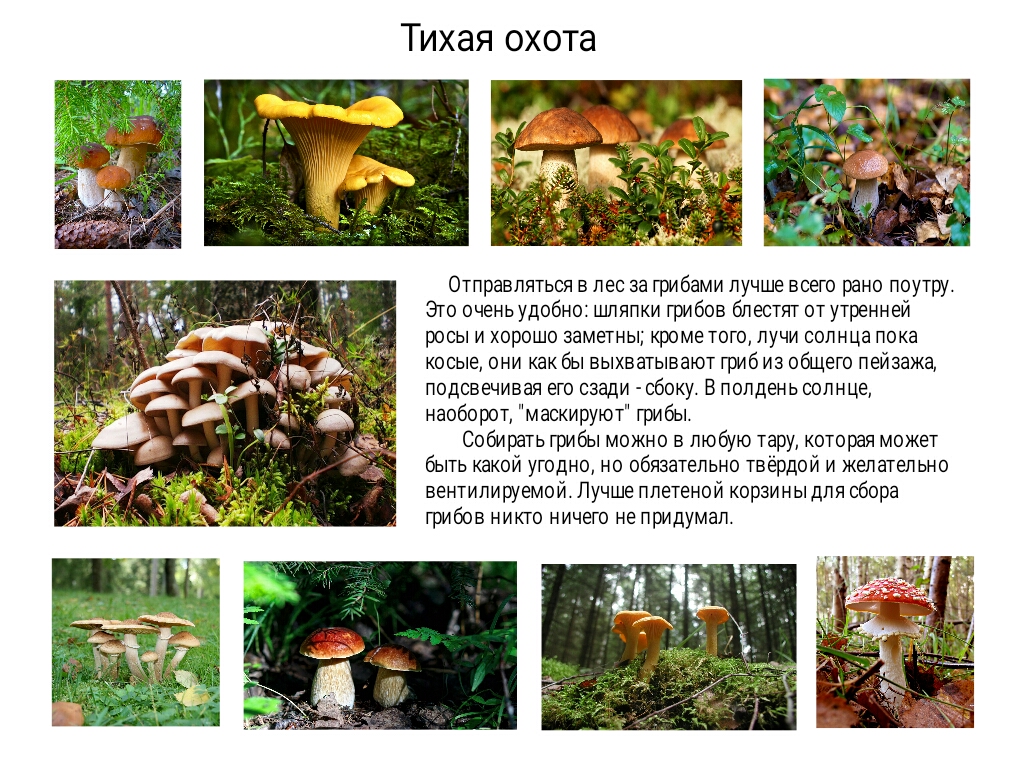 Тихая охота
Отправляться в лес за грибами лучше всего рано поутру.
Это очень удобно: шляпки грибов блестят от утренней
росы и хорошо заметны; кроме того, лучи солнца пока
косые, они как бы выхватывают гриб из общего пейзажа,
подсвечивая его сзади - сбоку. В полдень солнце,
наоборот, "маскируют" грибы.
Собирать грибы можно в любую тару, которая может
быть какой угодно, но обязательно твёрдой и желательно
вентилируемой. Лучше плетеной корзины для сбора
грибов никто ничего не придумал.